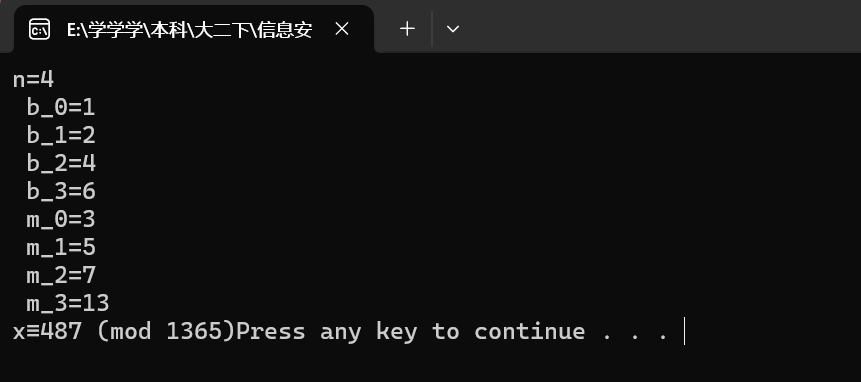 E:\学学学\本科\大二下\信息安
n=4
b_0=1
b_1=2
b_2=4
b_3=6
m_0=3
m_1=5
m_2=7
m_3=13
x≡487 (mod 1365)Press any key to continue . . .